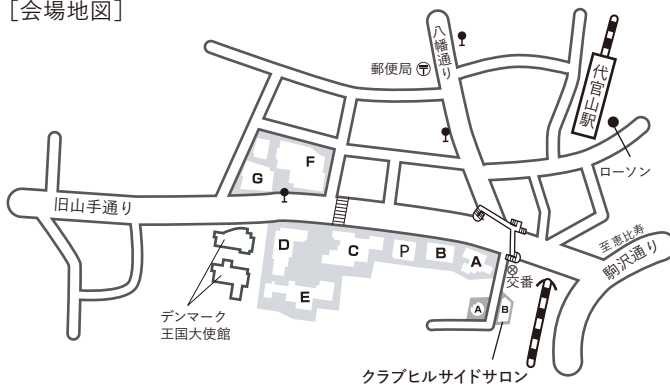 [会場地図]
八幡通り
郵便局
代官山駅
ローソン
F
G
旧山手通り
至恵比寿
駒沢通り
D
C
P
B
A
交番
E
A
B
デンマーク
王国大使館
クラブヒルサイドサロン